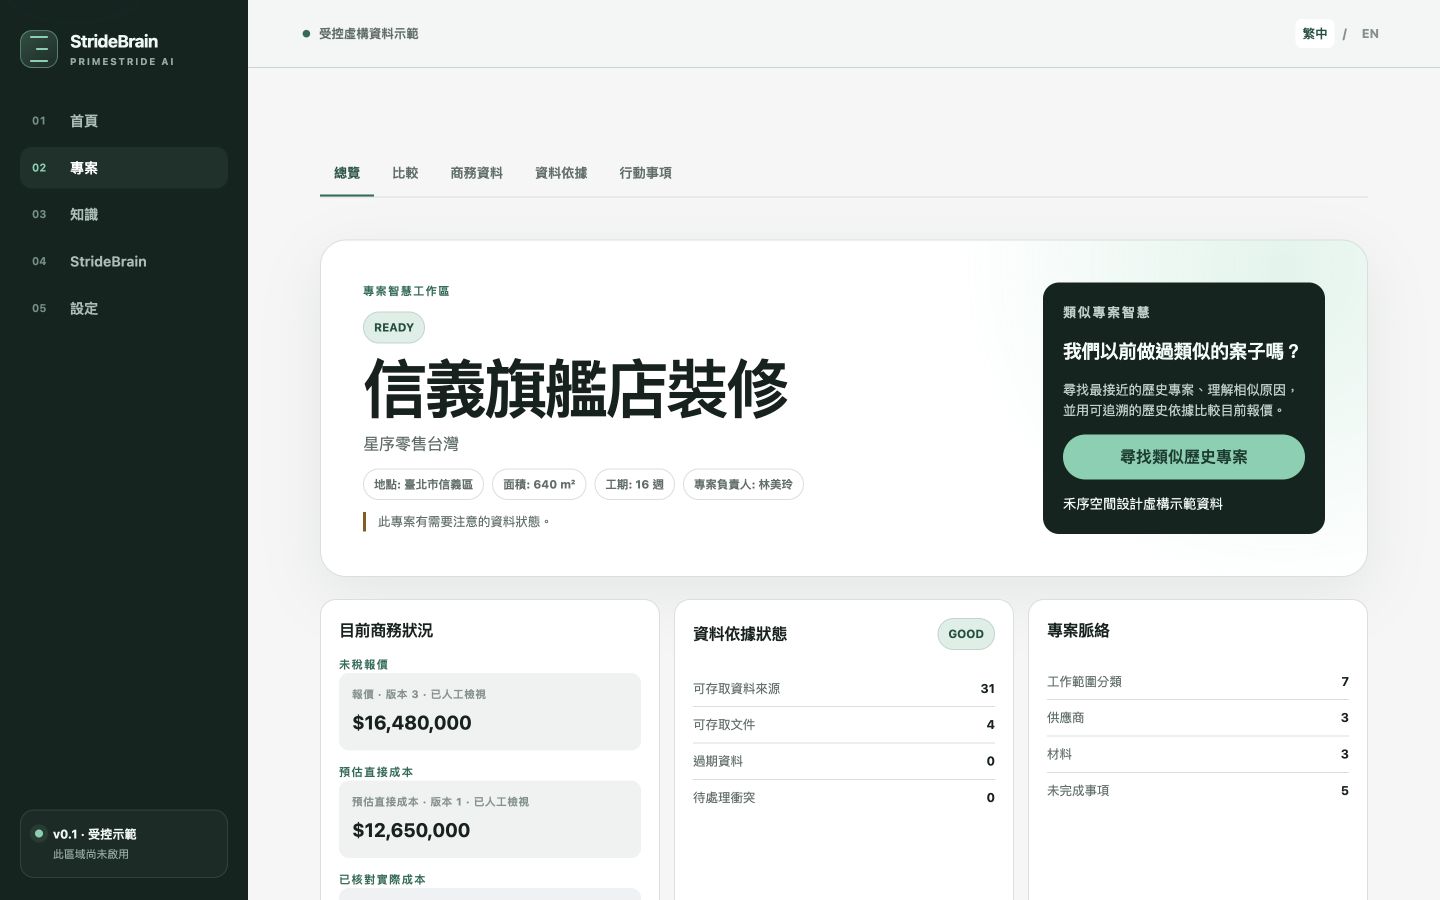 StrideBrain
PRIMESTRIDE AI
01 首頁
02 專案
03 知識
04 StrideBrain
05 設定
v0.1 · 受控示範
此區域尚未啟用
受控虛構資料示範
繁中 / EN
總覽 比較 商務資料 資料依據 行動事項
專案智慧工作區
READY
信義旗艦店裝修
星序零售台灣
地點: 臺北市信義區 面積: 640 m² 工期: 16 週 專案負責人: 林美玲
此專案有需要注意的資料狀態。
類似專案智慧
我們以前做過類似的案子嗎？
尋找最接近的歷史專案、理解相似原因，
並用可追溯的歷史依據比較目前報價。
尋找類似歷史專案
禾序空間設計虛構示範資料
目前商務狀況
未稅報價
報價 · 版本 3 · 已人工檢視
$16,480,000
預估直接成本
預估直接成本 · 版本 1 · 已人工檢視
$12,650,000
已核對實際成本
資料依據狀態 GOOD
可存取資料來源 31
可存取文件 4
過期資料 0
待處理衝突 0
專案脈絡
工作範圍分類 7
供應商 3
材料 3
未完成事項 5